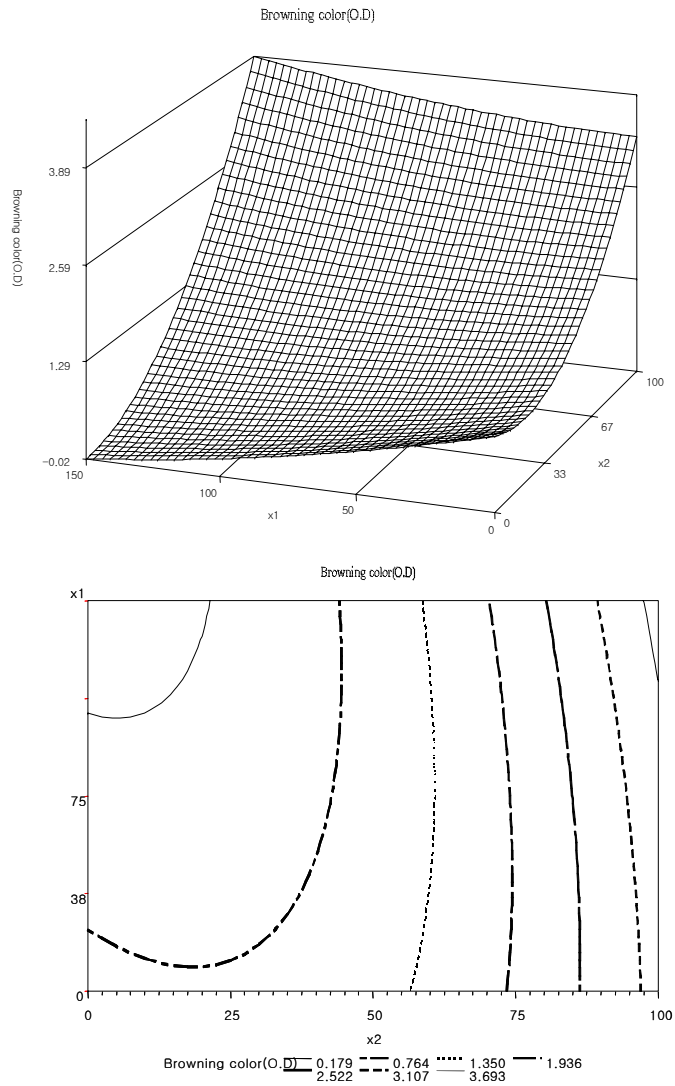 Browning color(O.D)
3.89
2.59
1.29
-0.02
Browning color(O.D)
150
100
50
0
x1
0
33
67
100
x2
Browning color(O.D)
x1
75
38
0
0
25
50
75
100
x2
Browning color(O.D) 0.179 0.764 1.350 1.936
2.522 3.107 3.693